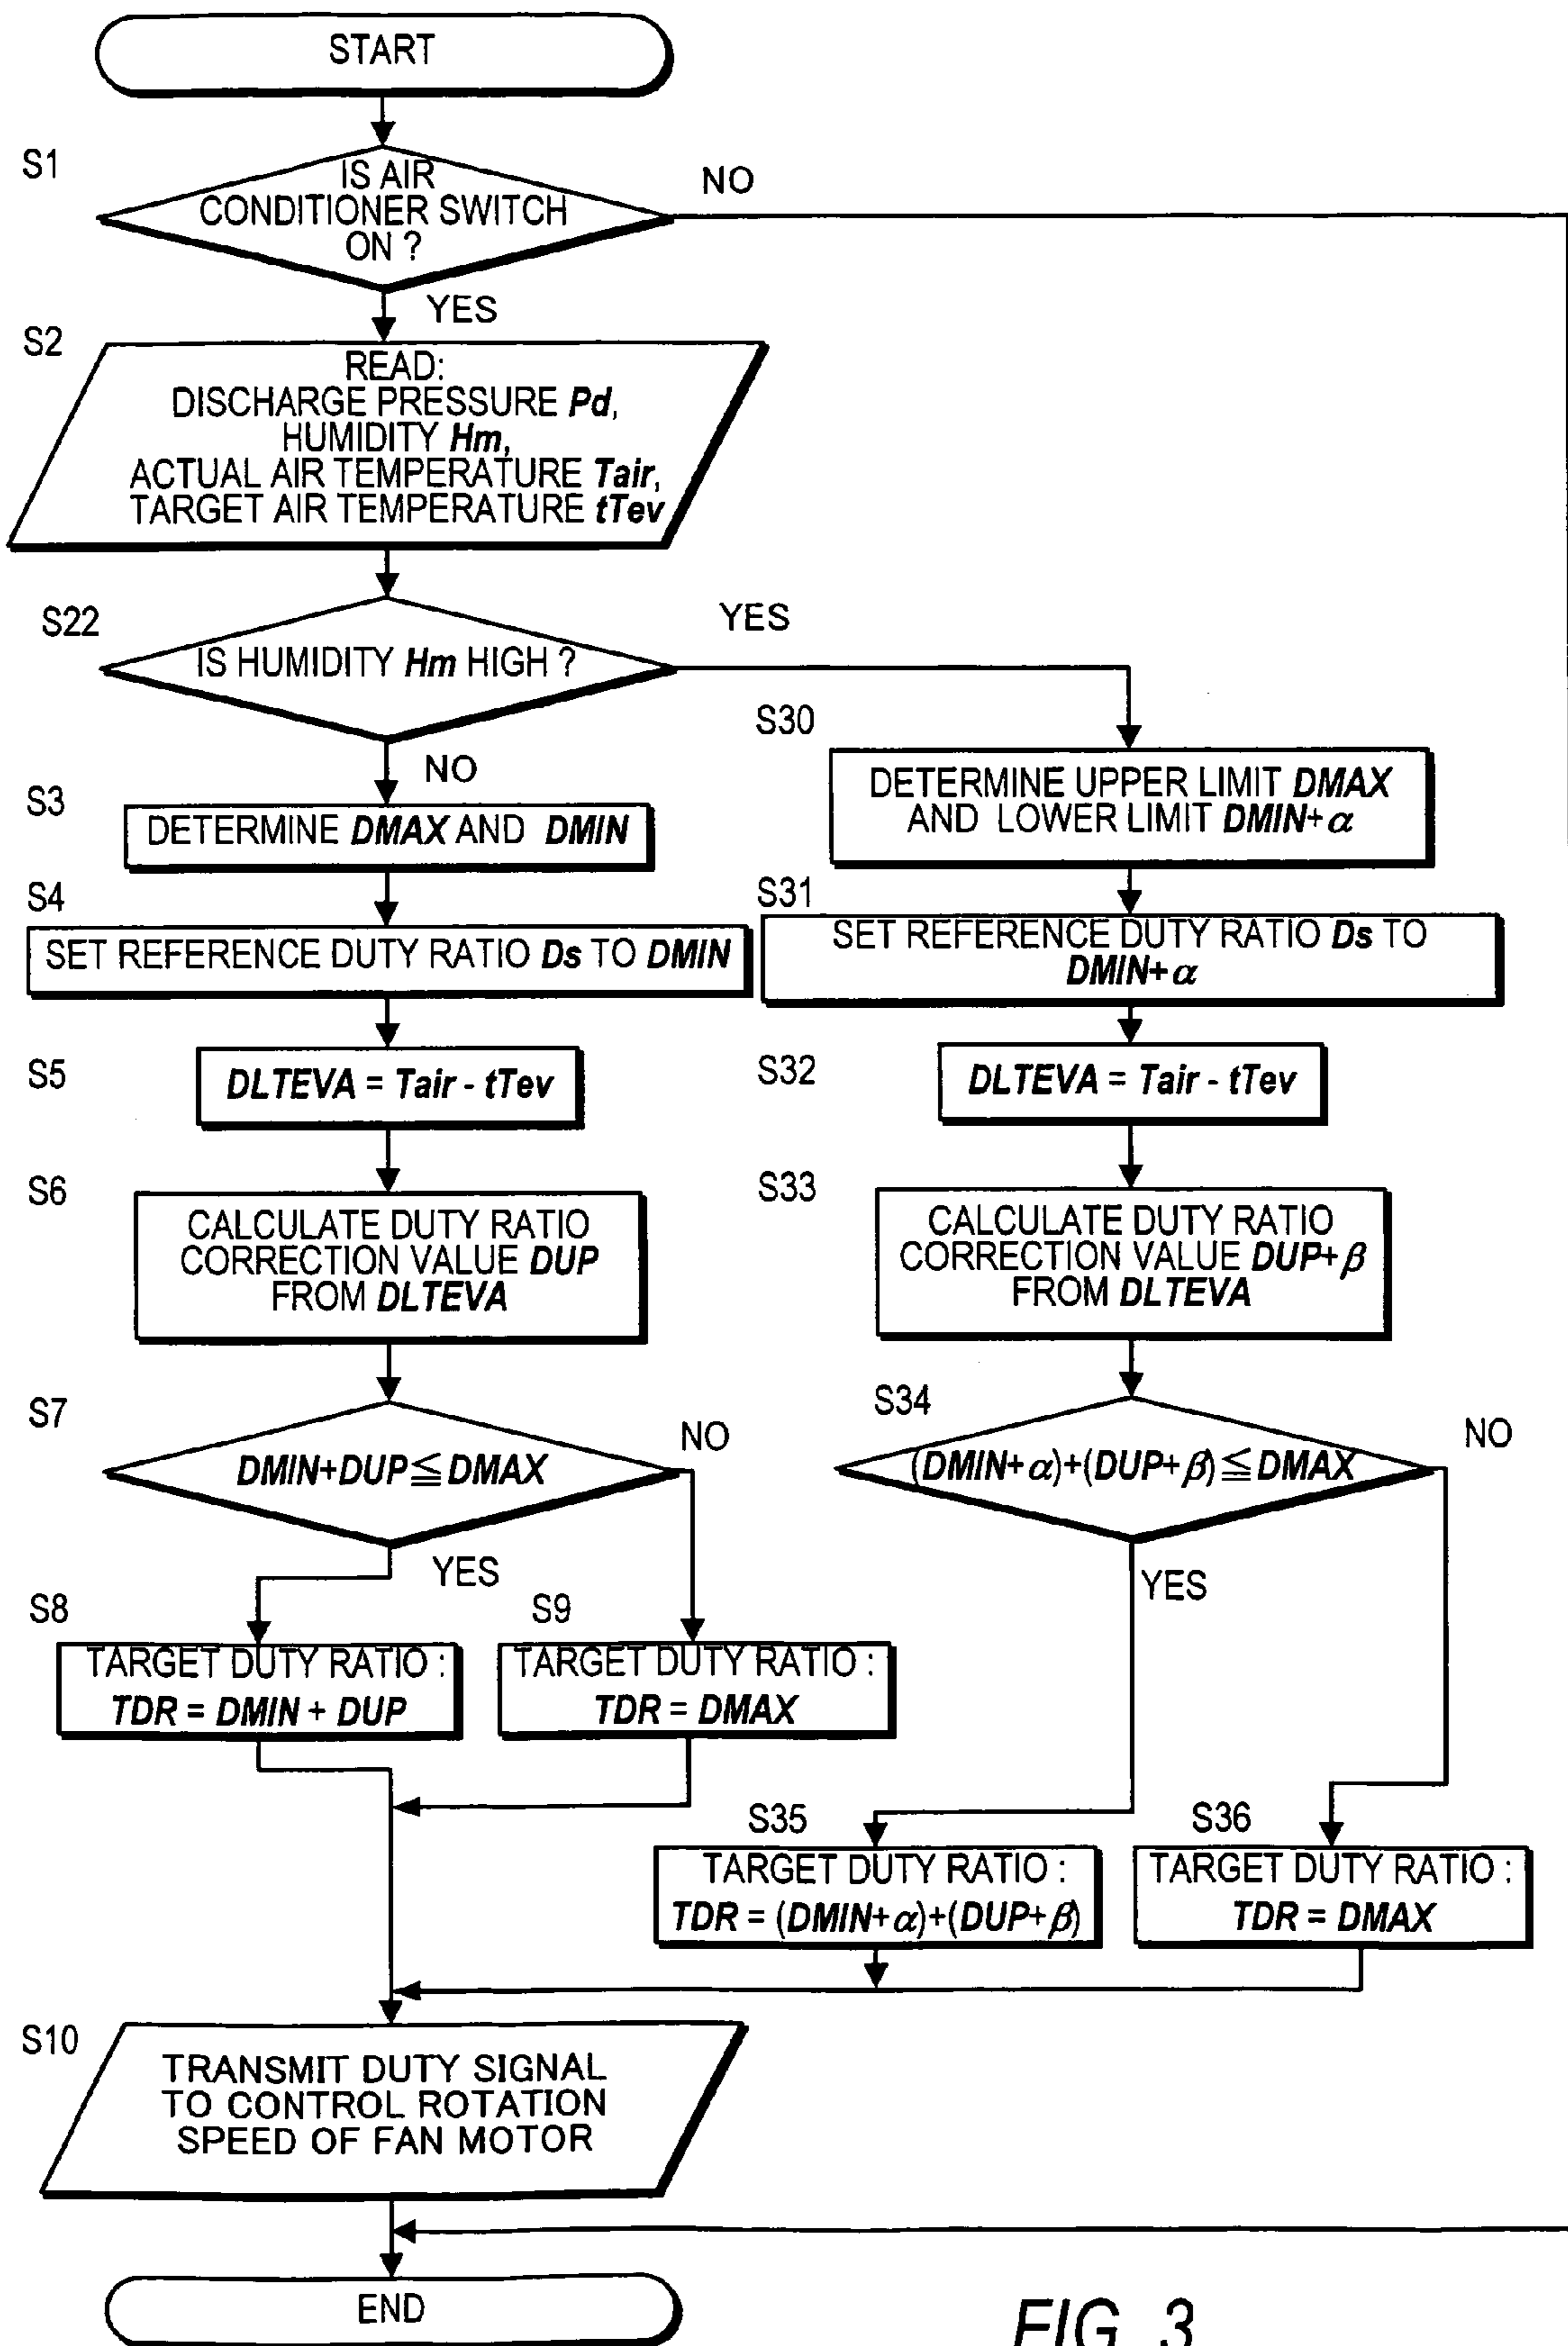 START
S1
IS AIR
CONDITIONER SWITCH
ON ?
NO
YES
S2
READ:
DISCHARGE PRESSURE Pd,
HUMIDITY Hm,
ACTUAL AIR TEMPERATURE Tair,
TARGET AIR TEMPERATURE tTev
S22
IS HUMIDITY Hm HIGH ?
YES
NO
S3
DETERMINE DMAX AND DMIN
S30
DETERMINE UPPER LIMIT DMAX
AND LOWER LIMIT DMIN+α
S4
SET REFERENCE DUTY RATIO Ds TO DMIN
S31
SET REFERENCE DUTY RATIO Ds TO
DMIN+α
S5
DLTEVA = Tair - tTev
S32
DLTEVA = Tair - tTev
S6
CALCULATE DUTY RATIO
CORRECTION VALUE DUP
FROM DLTEVA
S33
CALCULATE DUTY RATIO
CORRECTION VALUE DUP+β
FROM DLTEVA
S7
DMIN+DUP≦DMAX
NO
YES
S34
(DMIN+α)+(DUP+β)≦DMAX
NO
YES
S8
TARGET DUTY RATIO :
TDR = DMIN + DUP
S9
TARGET DUTY RATIO :
TDR = DMAX
S35
TARGET DUTY RATIO :
TDR = (DMIN+α)+(DUP+β)
S36
TARGET DUTY RATIO :
TDR = DMAX
S10
TRANSMIT DUTY SIGNAL
TO CONTROL ROTATION
SPEED OF FAN MOTOR
END
FIG. 3